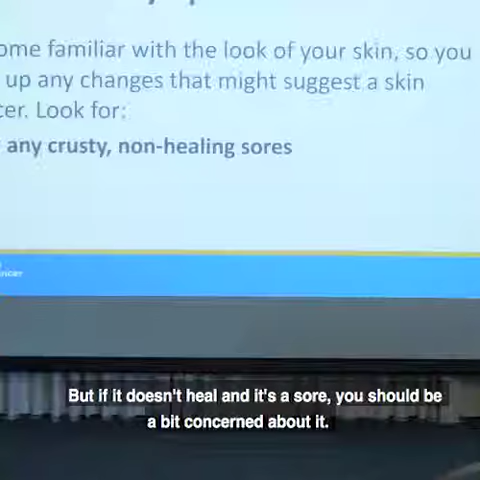 familiar with the look of your skin, so you
up any changes that might suggest a skin
Look for:
any crusty, non-healing sores
But if it doesn't heal and it's a sore, you should be
a bit concerned about it.